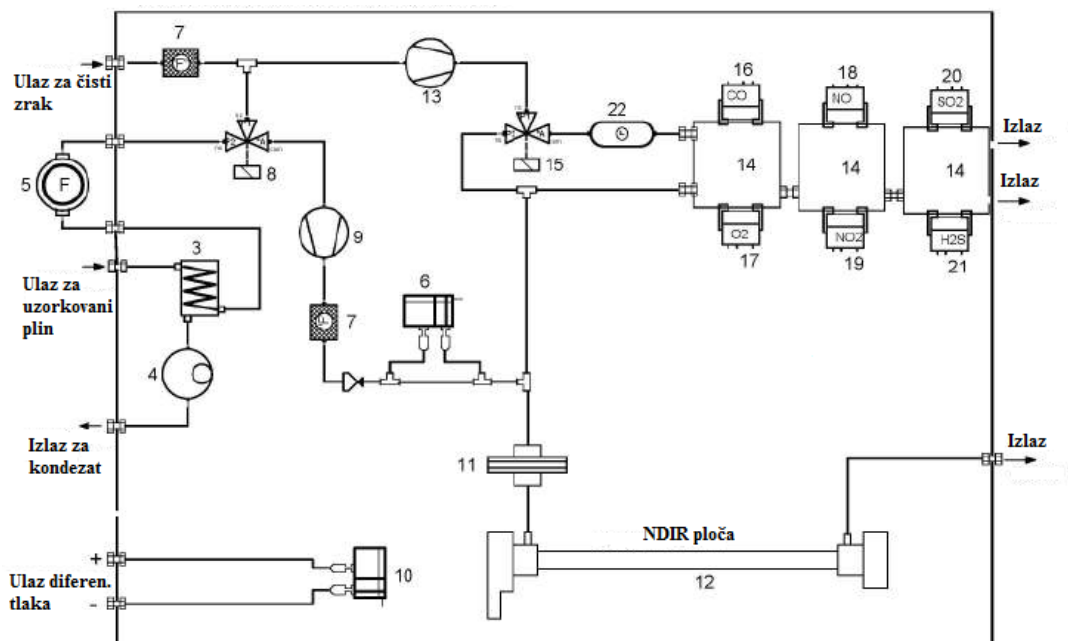 7
F
Ulaz za čisti
zrak
13
16
CO
18
NO
20
SO2
22
Izlaz
P2
A
8
15
14
14
14
Izlaz
5
F
9
O2
17
NO2
19
H2S
21
3
Ulaz za
uzorkovani
plin
6
7
4
Izlaz za
kondezat
11
Izlaz
NDIR ploča
12
+
Ulaz diferen.
tlaka
-
10